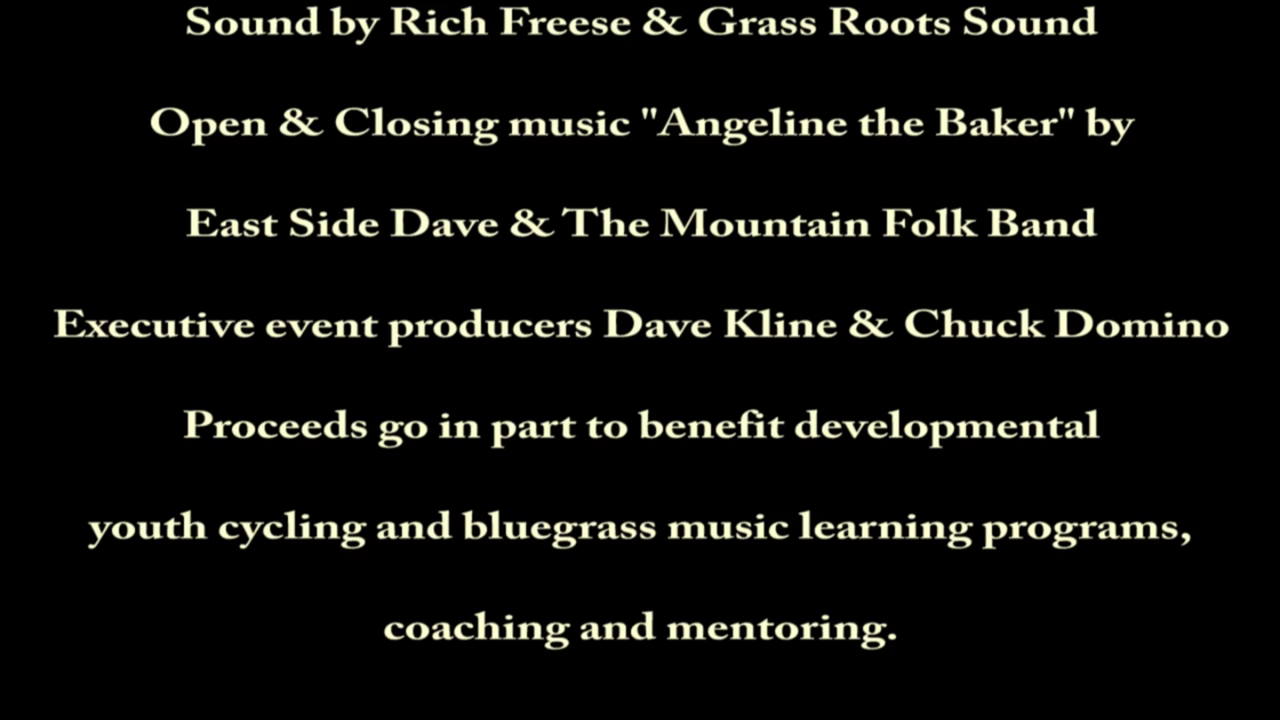 Sound by Rich Freese & Grass Roots Sound
Open & Closing music "Angeline the Baker" by
East Side Dave & The Mountain Folk Band
Executive event producers Dave Kline & Chuck Domino
Proceeds go in part to benefit developmental
youth cycling and bluegrass music learning programs,
coaching and mentoring.